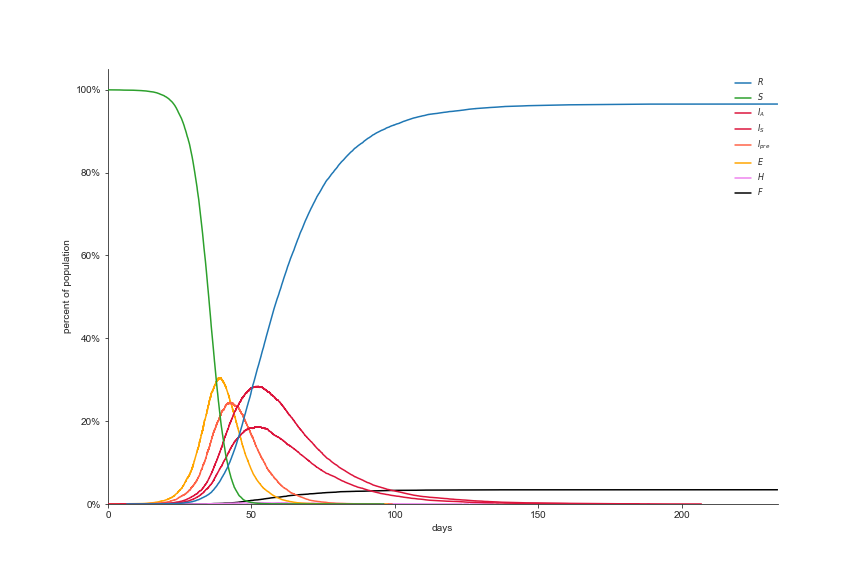 100%
80%
60%
40%
20%
0%
percent of population
0
50
100
150
200
days
R
S
I_A
I_S
I_pre
E
H
F